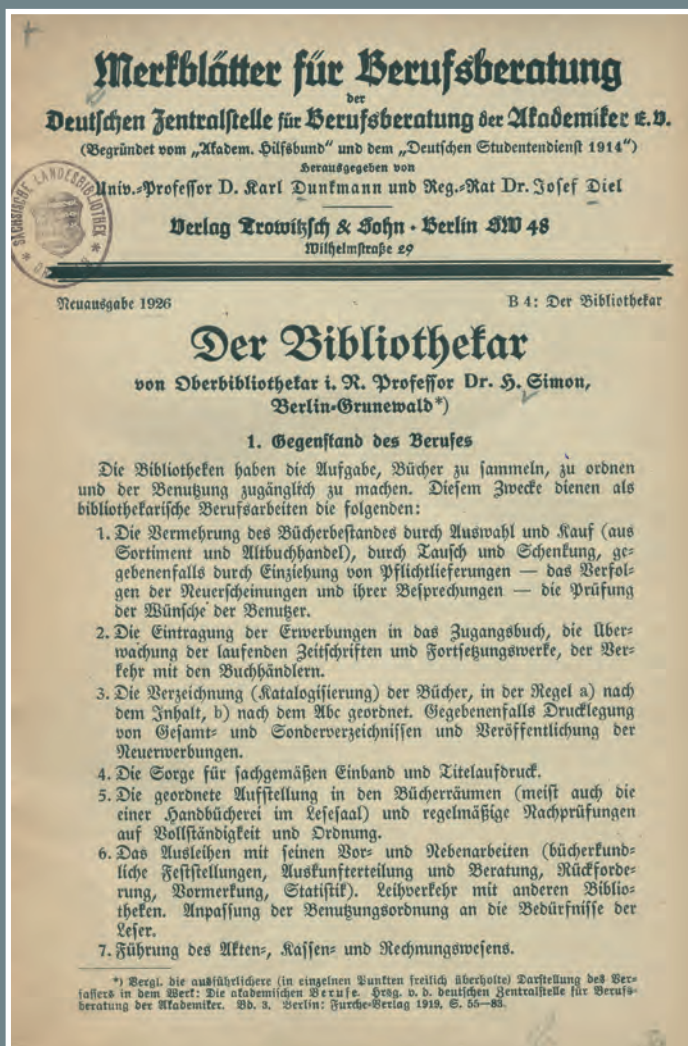 Merkblätter für Berufsberatung
der
Deutschen Zentralstelle für Berufsberatung der Akademiker E.V.
(Begründet vom „Akadem. Hilfsbund“ und dem „Deutschen Studentendienst 1914“)
Herausgegeben von
Univ.-Professor D. Karl Dunkmann und Reg.-Rat Dr. Josef Diel
Verlag Trowitzsch & Sohn · Berlin SW 48
Wilhelmstraße 29
SÄCHSISCHE LANDESBIBLIOTHEK
Neuausgabe 1926 B 4: Der Bibliothekar
Der Bibliothekar
von Oberbibliothekar i. R. Professor Dr. H. Simon,
Berlin-Grunewald*)
1. Gegenstand des Berufes
Die Bibliotheken haben die Aufgabe, Bücher zu sammeln, zu ordnen
und der Benutzung zugänglich zu machen. Diesem Zwecke dienen als
bibliothekarische Berufsarbeiten die folgenden:
1. Die Vermehrung des Bücherbestandes durch Auswahl und Kauf (aus
Sortiment und Altbuchhandel), durch Tausch und Schenkung, ge-
gebenenfalls durch Einziehung von Pflichtlieferungen — das Verfol-
gen der Neuerscheinungen und ihrer Besprechungen — die Prüfung
der Wünsche der Benutzer.
2. Die Eintragung der Erwerbungen in das Zugangsbuch, die Über-
wachung der laufenden Zeitschriften und Fortsetzungswerke, der Ver-
kehr mit den Buchhändlern.
3. Die Verzeichnung (Katalogisierung) der Bücher, in der Regel a) nach
dem Inhalt, b) nach dem Abc geordnet. Gegebenenfalls Drucklegung
von Gesamt- und Sonderverzeichnissen und Veröffentlichung der
Neuerwerbungen.
4. Die Sorge für sachgemäßen Einband und Titelaufdruck.
5. Die geordnete Aufstellung in den Bücherräumen (meist auch die
einer Handbücherei im Lesesaal) und regelmäßige Nachprüfungen
auf Vollständigkeit und Ordnung.
6. Das Ausleihen mit seinen Vor- und Nebenarbeiten (bücherkund-
liche Feststellungen, Auskunfterteilung und Beratung, Rückforde-
rung, Vormerkung, Statistik). Leihverkehr mit anderen Biblio-
theken. Anpassung der Benutzungsordnung an die Bedürfnisse der
Leser.
7. Führung des Akten-, Kassen- und Rechnungswesens.
*) Vergl. die ausführlichere (in einzelnen Punkten freilich überholte) Darstellung des Ver-
fassers in dem Werk: Die akademischen Berufe. Hrsg. v. d. deutschen Zentralstelle für Berufs-
beratung der Akademiker. Bd. 3. Berlin: Furche-Verlag 1919. S. 55—83.